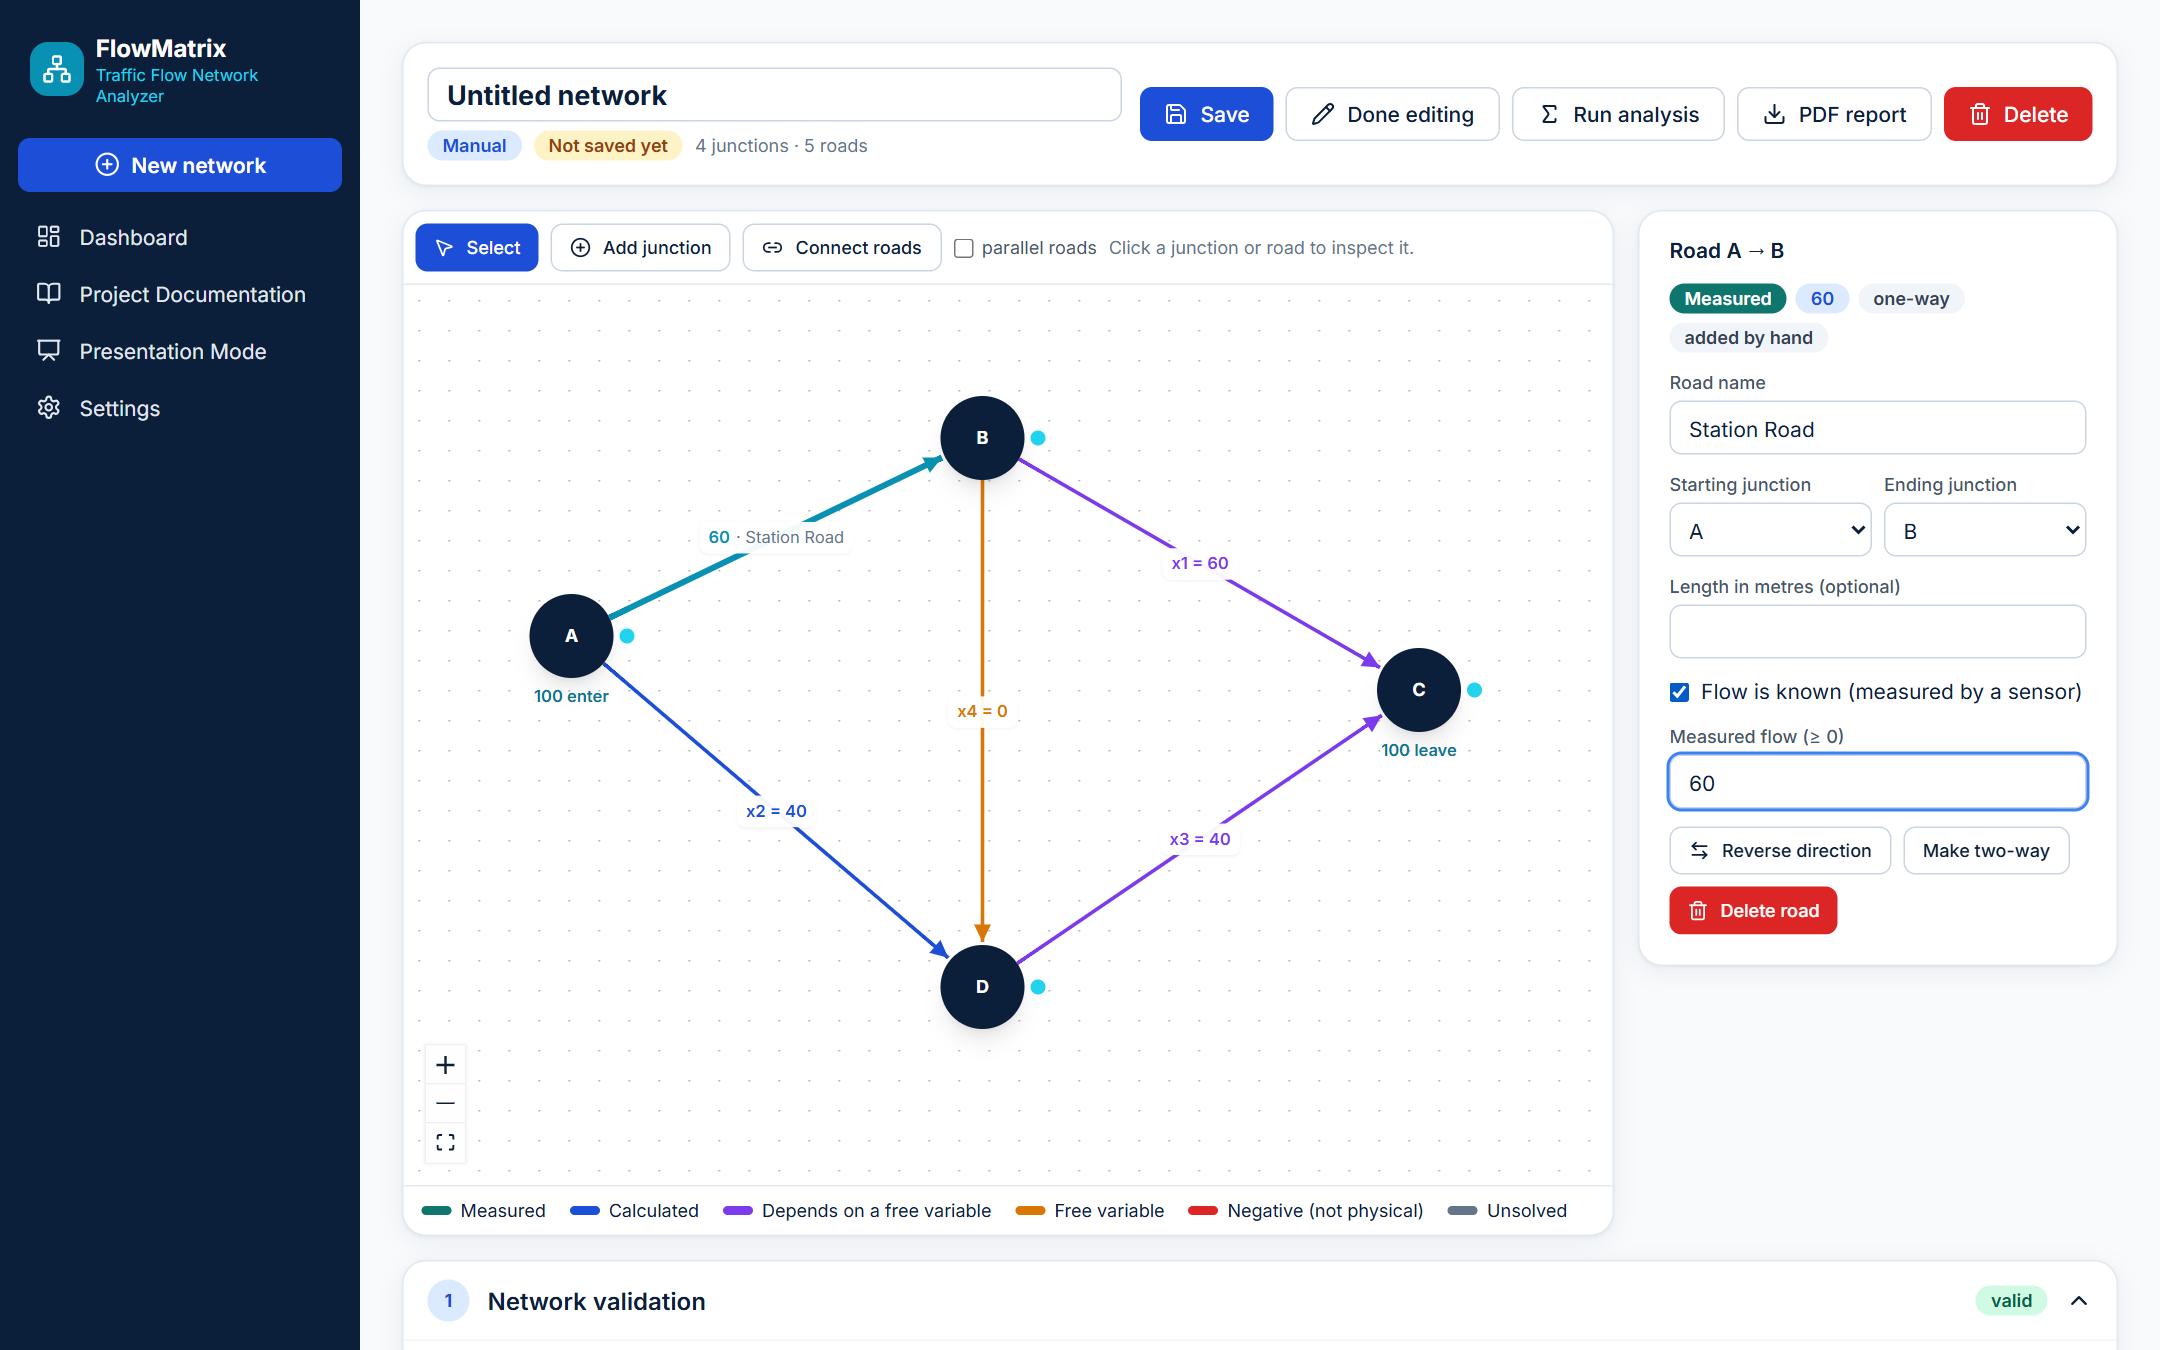 FlowMatrix
Traffic Flow Network
Analyzer
New network
Dashboard
Project Documentation
Presentation Mode
Settings
Untitled network
Manual
Not saved yet
4 junctions · 5 roads
Save
Done editing
Run analysis
PDF report
Delete
Select
Add junction
Connect roads
parallel roads
Click a junction or road to inspect it.
B
60 · Station Road
x1 = 60
A
100 enter
C
100 leave
x4 = 0
x2 = 40
x3 = 40
D
Measured
Calculated
Depends on a free variable
Free variable
Negative (not physical)
Unsolved
Road A → B
Measured
60
one-way
added by hand
Road name
Station Road
Starting junction
Ending junction
A
B
Length in metres (optional)
Flow is known (measured by a sensor)
Measured flow (≥ 0)
60
Reverse direction
Make two-way
Delete road
1
Network validation
valid